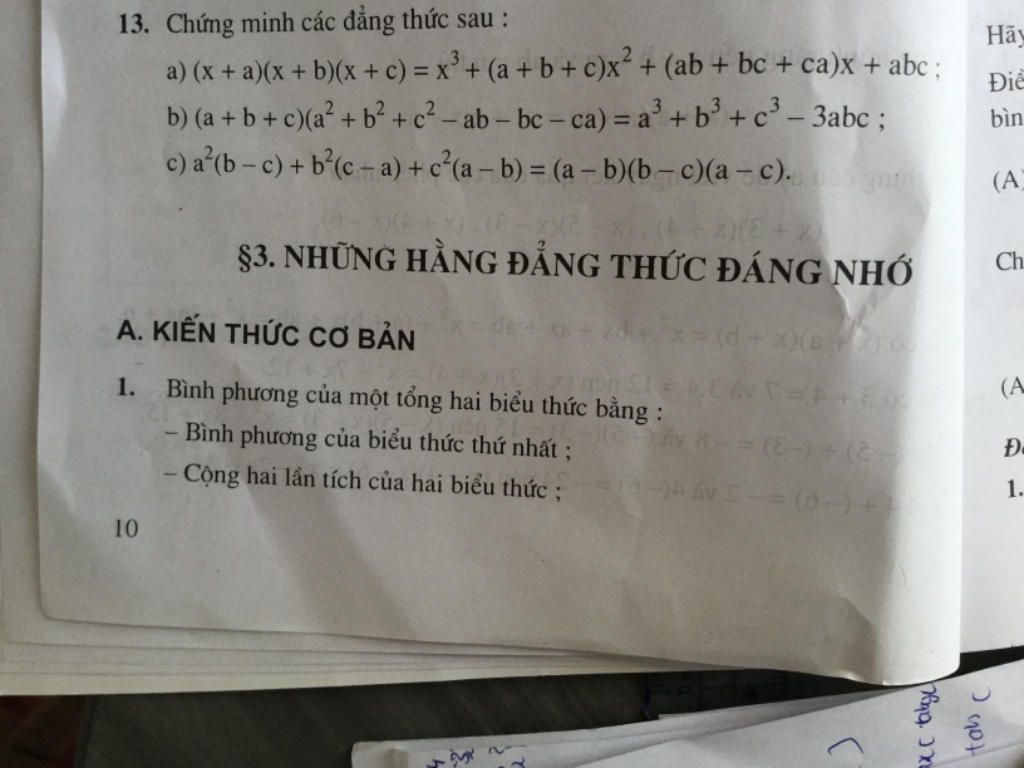 13. Chứng minh các đẳng thức sau :
a) (x + a)(x + b)(x + c) = x³ + (a + b + c)x² + (ab + bc + ca)x + abc ;
b) (a + b + c)(a² + b² + c² – ab – bc – ca) = a³ + b³ + c³ – 3abc ;
c) a²(b – c) + b²(c – a) + c²(a – b) = (a – b)(b – c)(a – c).
§3. NHỮNG HẰNG ĐẲNG THỨC ĐÁNG NHỚ
A. KIẾN THỨC CƠ BẢN
1. Bình phương của một tổng hai biểu thức bằng :
– Bình phương của biểu thức thứ nhất ;
– Cộng hai lần tích của hai biểu thức ;
10
Hãy
bìn
(A)
Ch
(A
1.